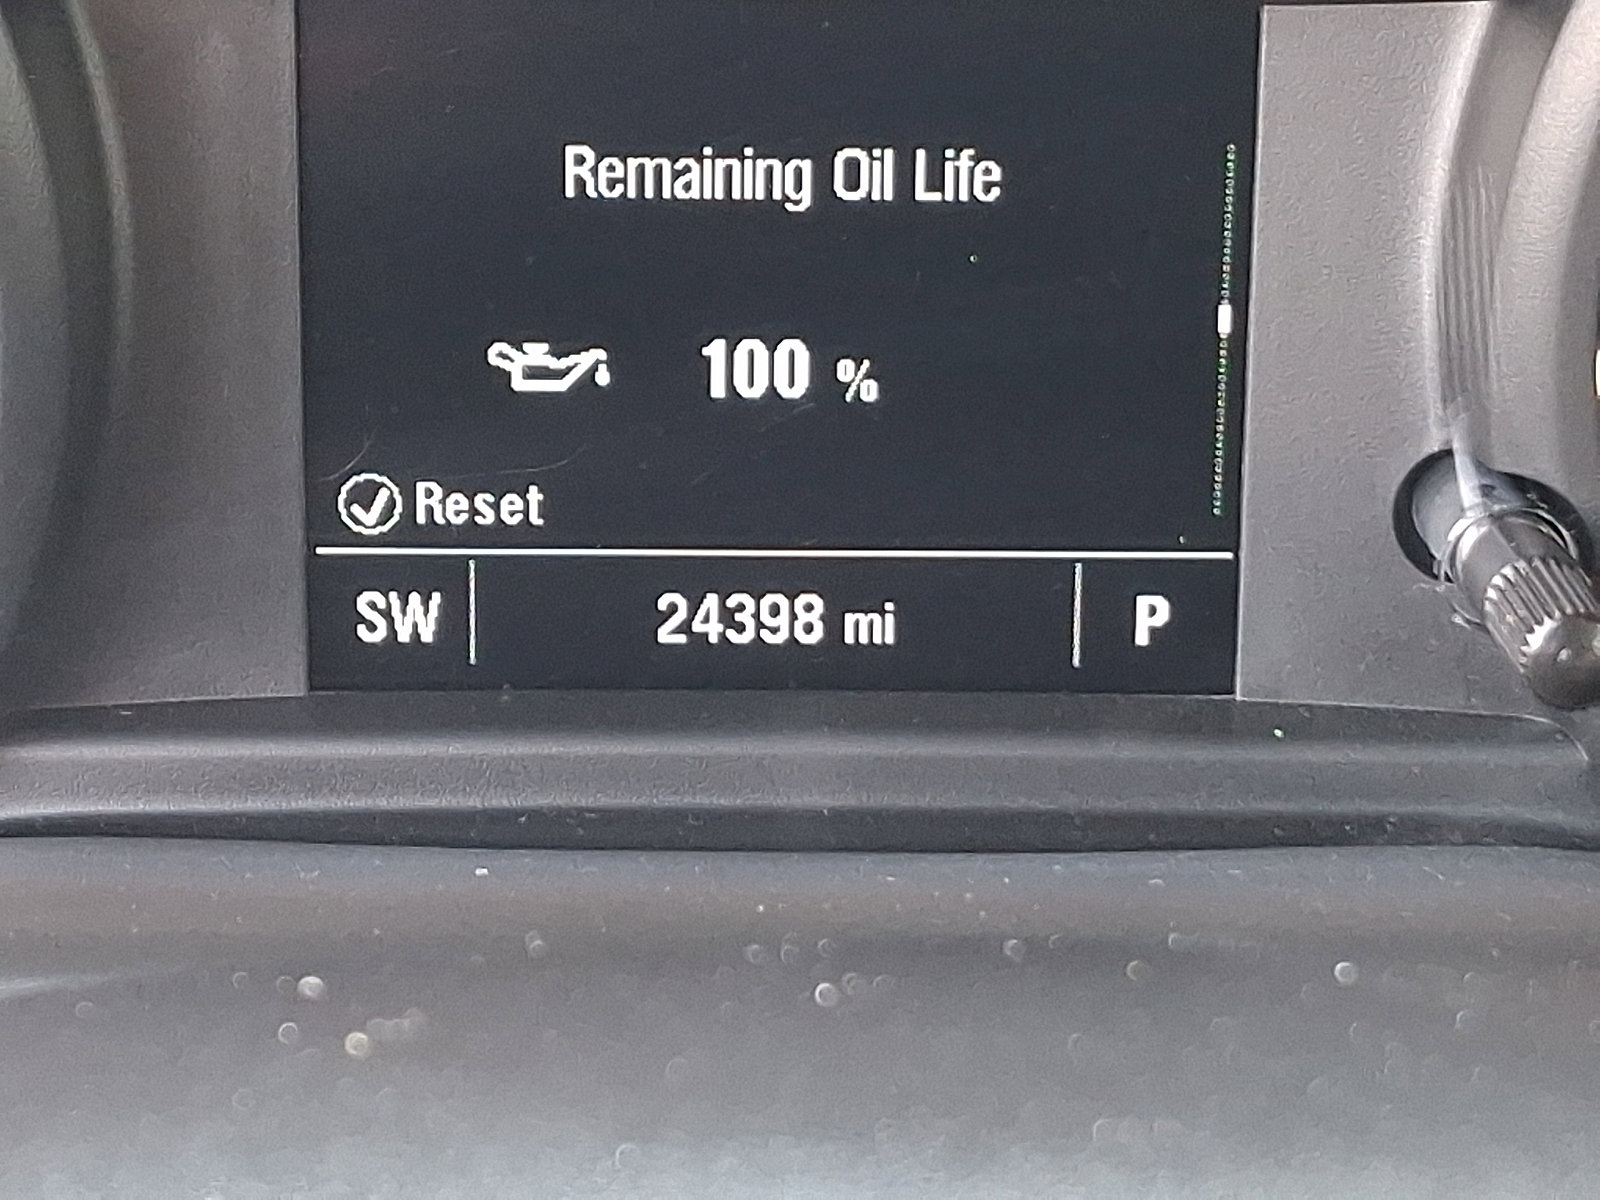 Remaining Oil Life
100 %
Reset
SW 24398 mi P